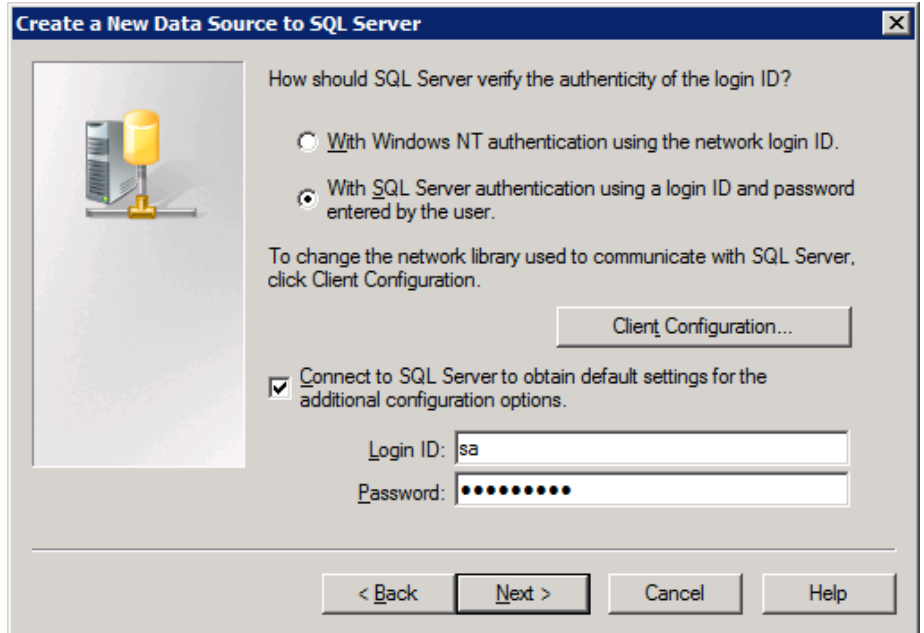 Create a New Data Source to SQL Server
How should SQL Server verify the authenticity of the login ID?
With Windows NT authentication using the network login ID.
With SQL Server authentication using a login ID and password
entered by the user.
To change the network library used to communicate with SQL Server,
click Client Configuration.
Client Configuration...
Connect to SQL Server to obtain default settings for the
additional configuration options.
Login ID: sa
Password: ●●●●●●●●●
< Back Next > Cancel Help